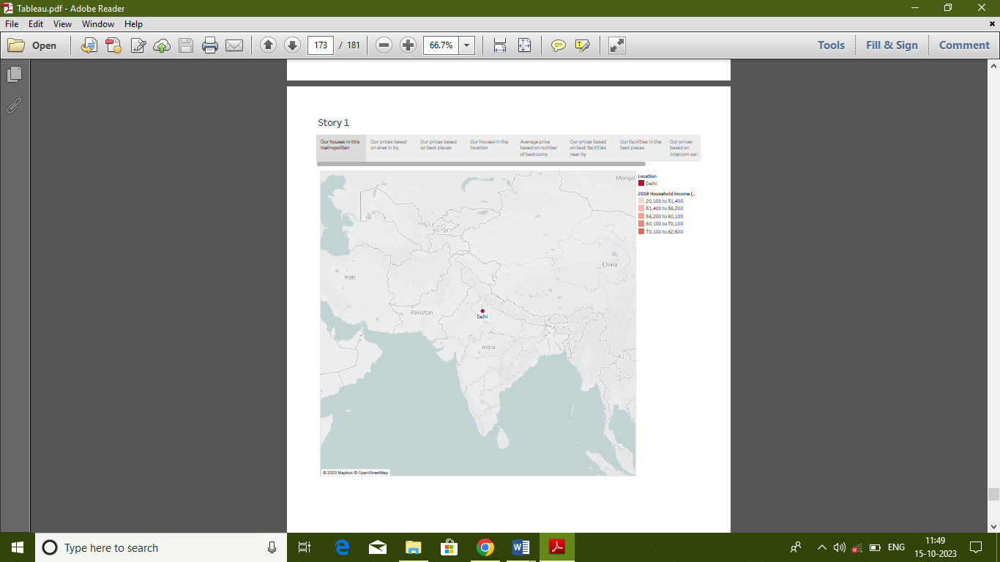 Tableau.pdf - Adobe Reader
File Edit View Window Help
Open 173 / 181 66.7% Tools Fill & Sign Comment
Story 1
Our houses in this
metropolitan
Our prices based
on area in Sq
Our prices based
on best places
Our houses in the
location
Average price
based on number
of bedrooms
Our prices based
on best facilities
near by
Our facilities in the
best places
Our prices
based on
intercom ser..
Mongol
China
Iran
Pakistan
Delhi
India
© 2023 Mapbox © OpenStreetMap
Location
Delhi
2018 Household Income (..
20,100 to 51,400
51,400 to 56,200
56,200 to 60,100
60,100 to 70,100
70,100 to 82,600
Type here to search
ENG
11:49
15-10-2023